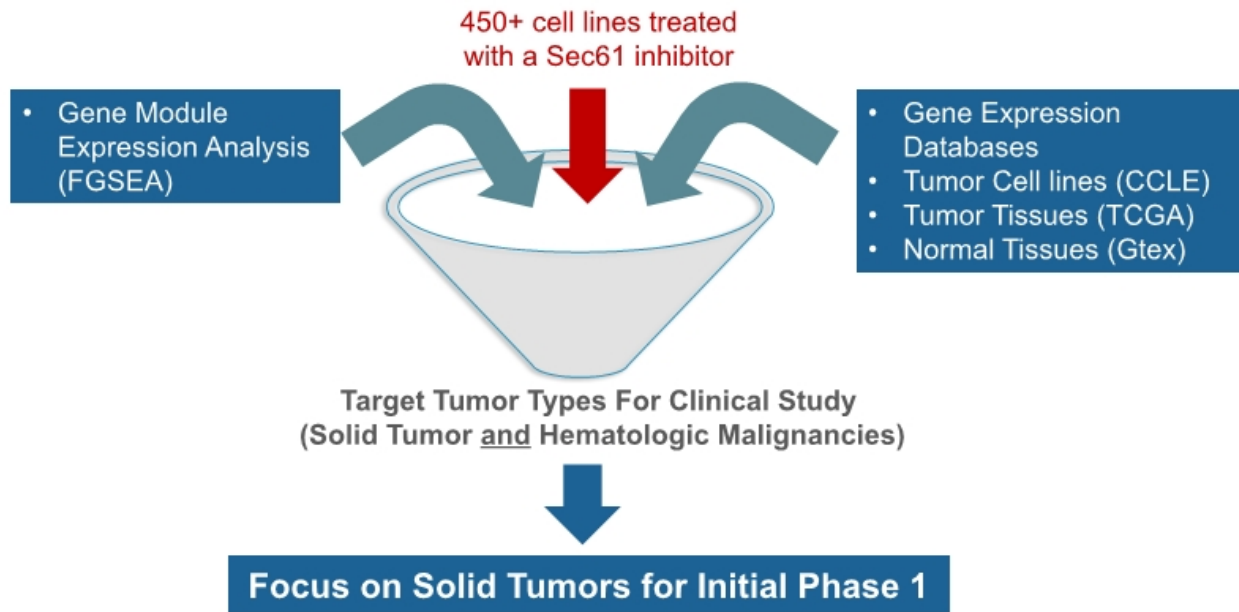 450+ cell lines treated
with a Sec61 inhibitor
• Gene Module
Expression Analysis
(FGSEA)
• Gene Expression
Databases
• Tumor Cell lines (CCLE)
• Tumor Tissues (TCGA)
• Normal Tissues (Gtex)
Target Tumor Types For Clinical Study
(Solid Tumor and Hematologic Malignancies)
Focus on Solid Tumors for Initial Phase 1